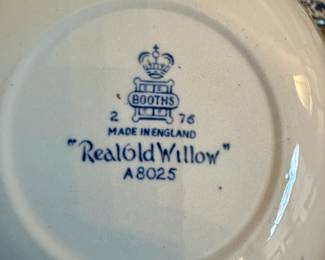 BOOTHS
2 76
MADE IN ENGLAND
"Real Old Willow"
A8025